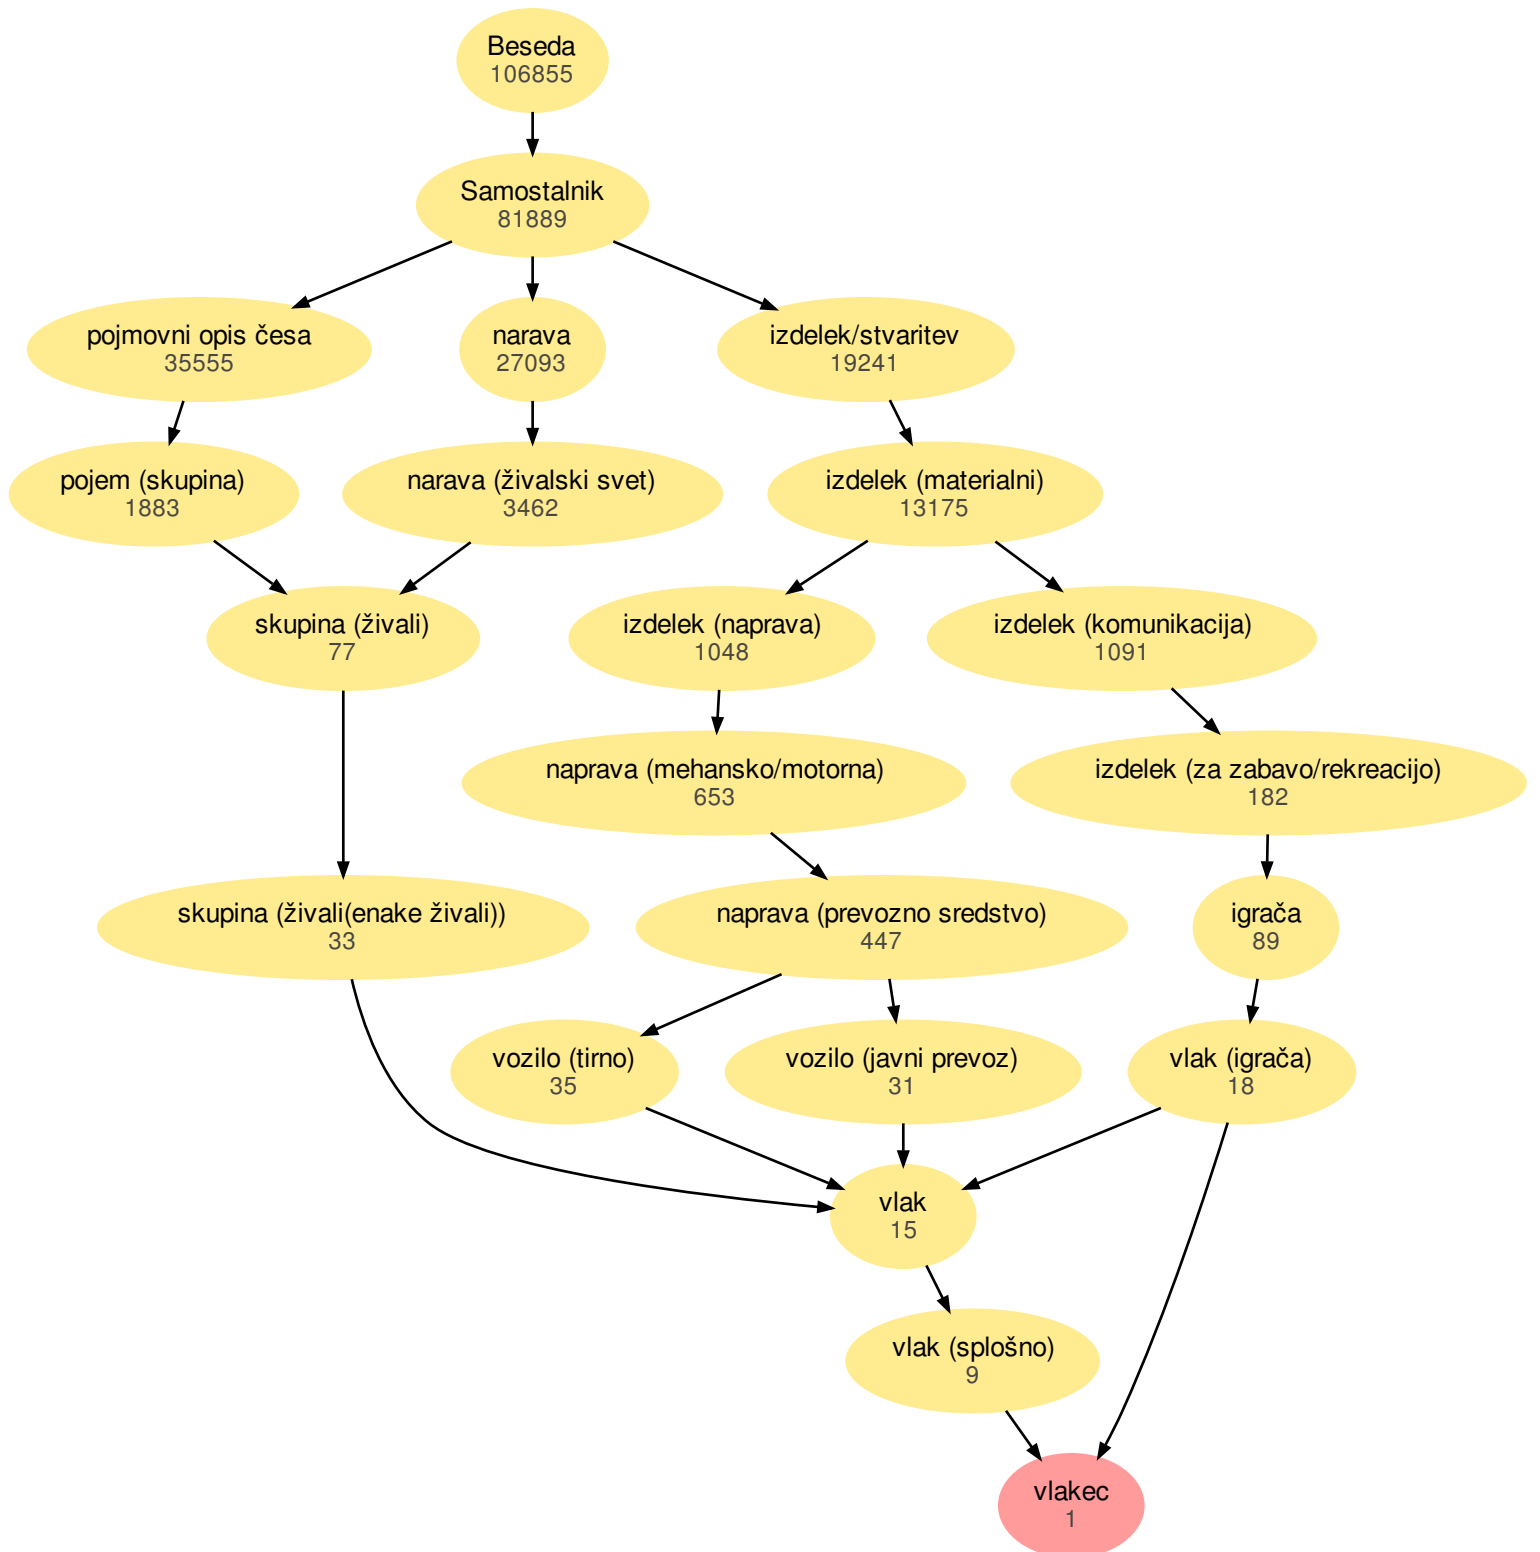 Beseda
106855
Samostalnik
81889
pojmovni opis česa
35555
narava
27093
izdelek/stvaritev
19241
pojem (skupina)
1883
narava (živalski svet)
3462
izdelek (materialni)
13175
skupina (živali)
77
izdelek (naprava)
1048
izdelek (komunikacija)
1091
naprava (mehansko/motorna)
653
izdelek (za zabavo/rekreacijo)
182
skupina (živali(enake živali))
33
naprava (prevozno sredstvo)
447
igrača
89
vozilo (tirno)
35
vozilo (javni prevoz)
31
vlak (igrača)
18
vlak
15
vlak (splošno)
9
vlakec
1